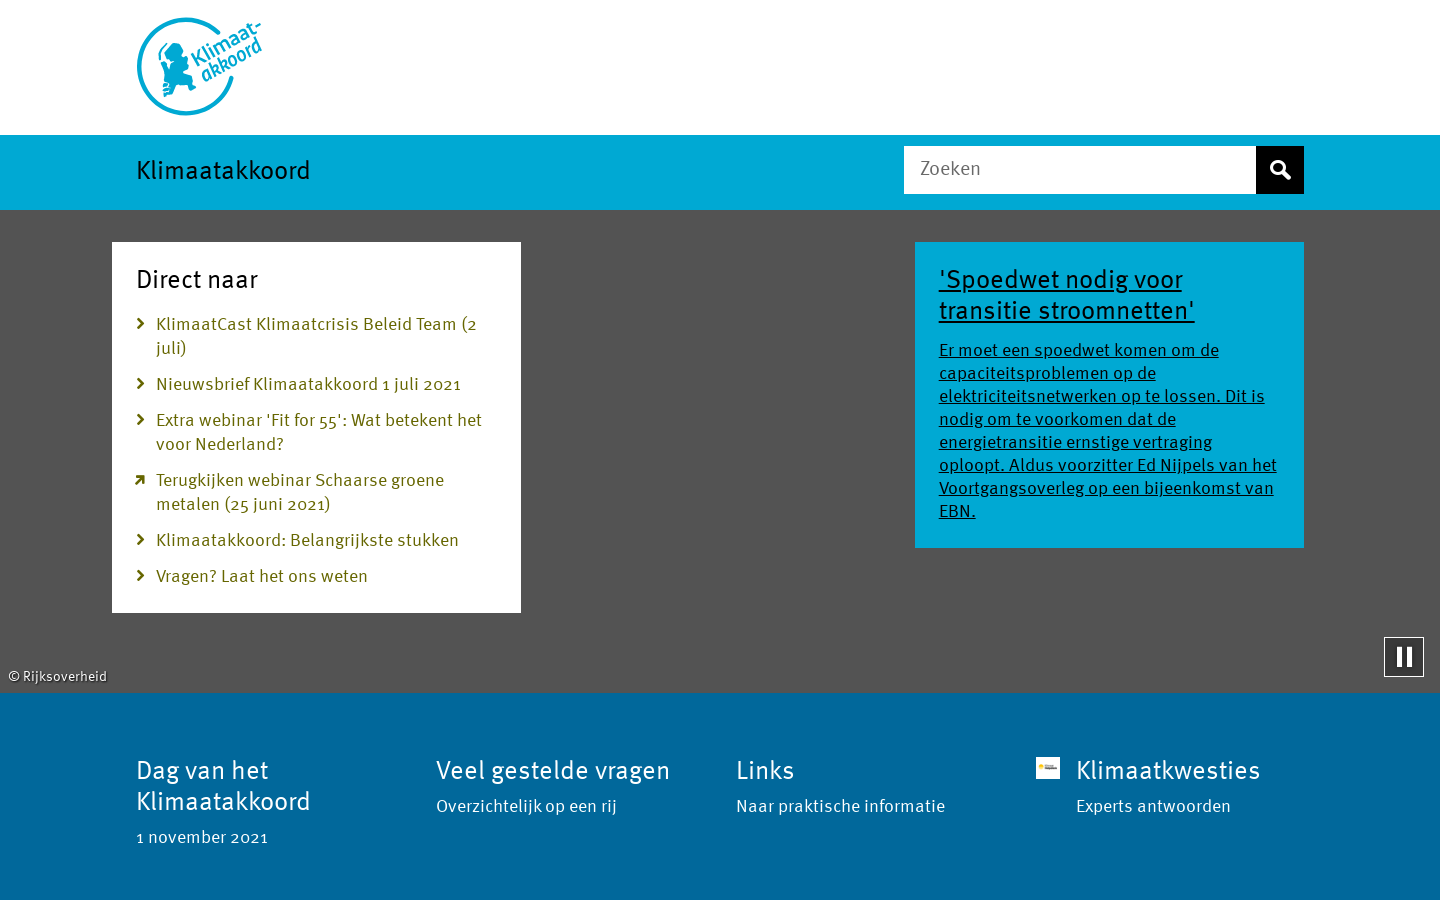 Klimaat-
akkoord
Klimaatakkoord
Zoeken
Direct naar
KlimaatCast Klimaatcrisis Beleid Team (2
juli)
Nieuwsbrief Klimaatakkoord 1 juli 2021
Extra webinar 'Fit for 55': Wat betekent het
voor Nederland?
Terugkijken webinar Schaarse groene
metalen (25 juni 2021)
Klimaatakkoord: Belangrijkste stukken
Vragen? Laat het ons weten
'Spoedwet nodig voor
transitie stroomnetten'
Er moet een spoedwet komen om de
capaciteitsproblemen op de
elektriciteitsnetwerken op te lossen. Dit is
nodig om te voorkomen dat de
energietransitie ernstige vertraging
oploopt. Aldus voorzitter Ed Nijpels van het
Voortgangsoverleg op een bijeenkomst van
EBN.
© Rijksoverheid
Dag van het
Klimaatakkoord
1 november 2021
Veel gestelde vragen
Overzichtelijk op een rij
Links
Naar praktische informatie
Klimaatkwesties
Experts antwoorden